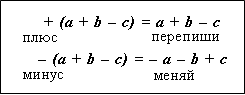 + (a + b – c) = a + b – c
плюс перепиши
– (a + b – c) = – a – b + c
минус меняй